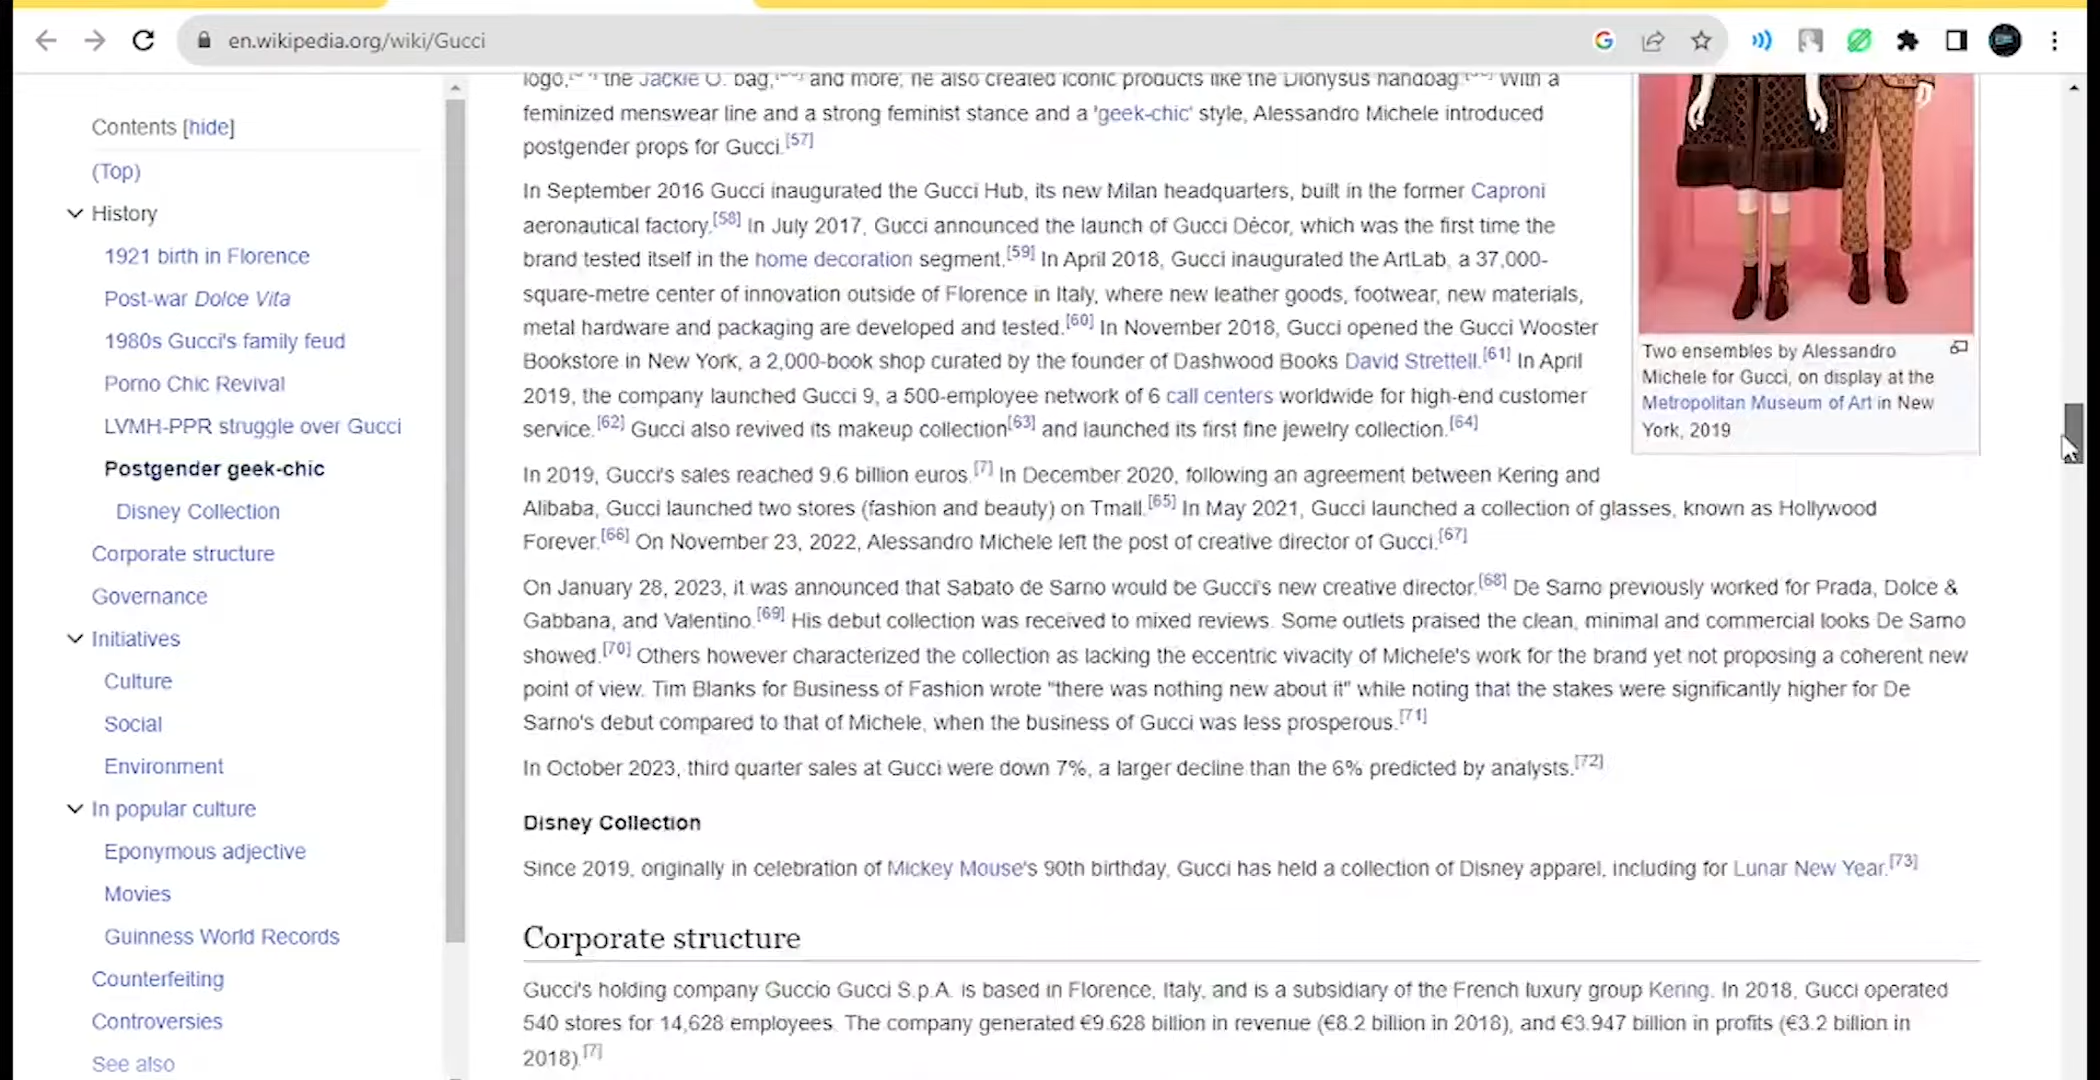 en.wikipedia.org/wiki/Gucci
Contents [hide]
(Top)
History
1921 birth in Florence
Post-war Dolce Vita
1980s Gucci's family feud
Porno Chic Revival
LVMH-PPR struggle over Gucci
Postgender geek-chic
Disney Collection
Corporate structure
Governance
Initiatives
Culture
Social
Environment
In popular culture
Eponymous adjective
Movies
Guinness World Records
Counterfeiting
Controversies
See also
logo, the Jackie O. bag, and more; he also created iconic products like the Dionysus handbag. With a
feminized menswear line and a strong feminist stance and a 'geek-chic' style, Alessandro Michele introduced
postgender props for Gucci.[57]
In September 2016 Gucci inaugurated the Gucci Hub, its new Milan headquarters, built in the former Caproni
aeronautical factory.[58] In July 2017, Gucci announced the launch of Gucci Décor, which was the first time the
brand tested itself in the home decoration segment.[59] In April 2018, Gucci inaugurated the ArtLab, a 37,000-
square-metre center of innovation outside of Florence in Italy, where new leather goods, footwear, new materials,
metal hardware and packaging are developed and tested.[60] In November 2018, Gucci opened the Gucci Wooster
Bookstore in New York, a 2,000-book shop curated by the founder of Dashwood Books David Strettell.[61] In April
2019, the company launched Gucci 9, a 500-employee network of 6 call centers worldwide for high-end customer
service.[62] Gucci also revived its makeup collection[63] and launched its first fine jewelry collection.[64]
In 2019, Gucci's sales reached 9.6 billion euros.[7] In December 2020, following an agreement between Kering and
Alibaba, Gucci launched two stores (fashion and beauty) on Tmall.[65] In May 2021, Gucci launched a collection of glasses, known as Hollywood
Forever.[66] On November 23, 2022, Alessandro Michele left the post of creative director of Gucci.[67]
On January 28, 2023, it was announced that Sabato de Sarno would be Gucci's new creative director.[68] De Sarno previously worked for Prada, Dolce &
Gabbana, and Valentino.[69] His debut collection was received to mixed reviews. Some outlets praised the clean, minimal and commercial looks De Sarno
showed.[70] Others however characterized the collection as lacking the eccentric vivacity of Michele's work for the brand yet not proposing a coherent new
point of view. Tim Blanks for Business of Fashion wrote "there was nothing new about it" while noting that the stakes were significantly higher for De
Sarno's debut compared to that of Michele, when the business of Gucci was less prosperous.[71]
In October 2023, third quarter sales at Gucci were down 7%, a larger decline than the 6% predicted by analysts.[72]
Disney Collection
Since 2019, originally in celebration of Mickey Mouse's 90th birthday, Gucci has held a collection of Disney apparel, including for Lunar New Year.[73]
Corporate structure
Gucci's holding company Guccio Gucci S.p.A. is based in Florence, Italy, and is a subsidiary of the French luxury group Kering. In 2018, Gucci operated
540 stores for 14,628 employees. The company generated €9.628 billion in revenue (€8.2 billion in 2018), and €3.947 billion in profits (€3.2 billion in
2018).[7]
Two ensembles by Alessandro
Michele for Gucci, on display at the
Metropolitan Museum of Art in New
York, 2019